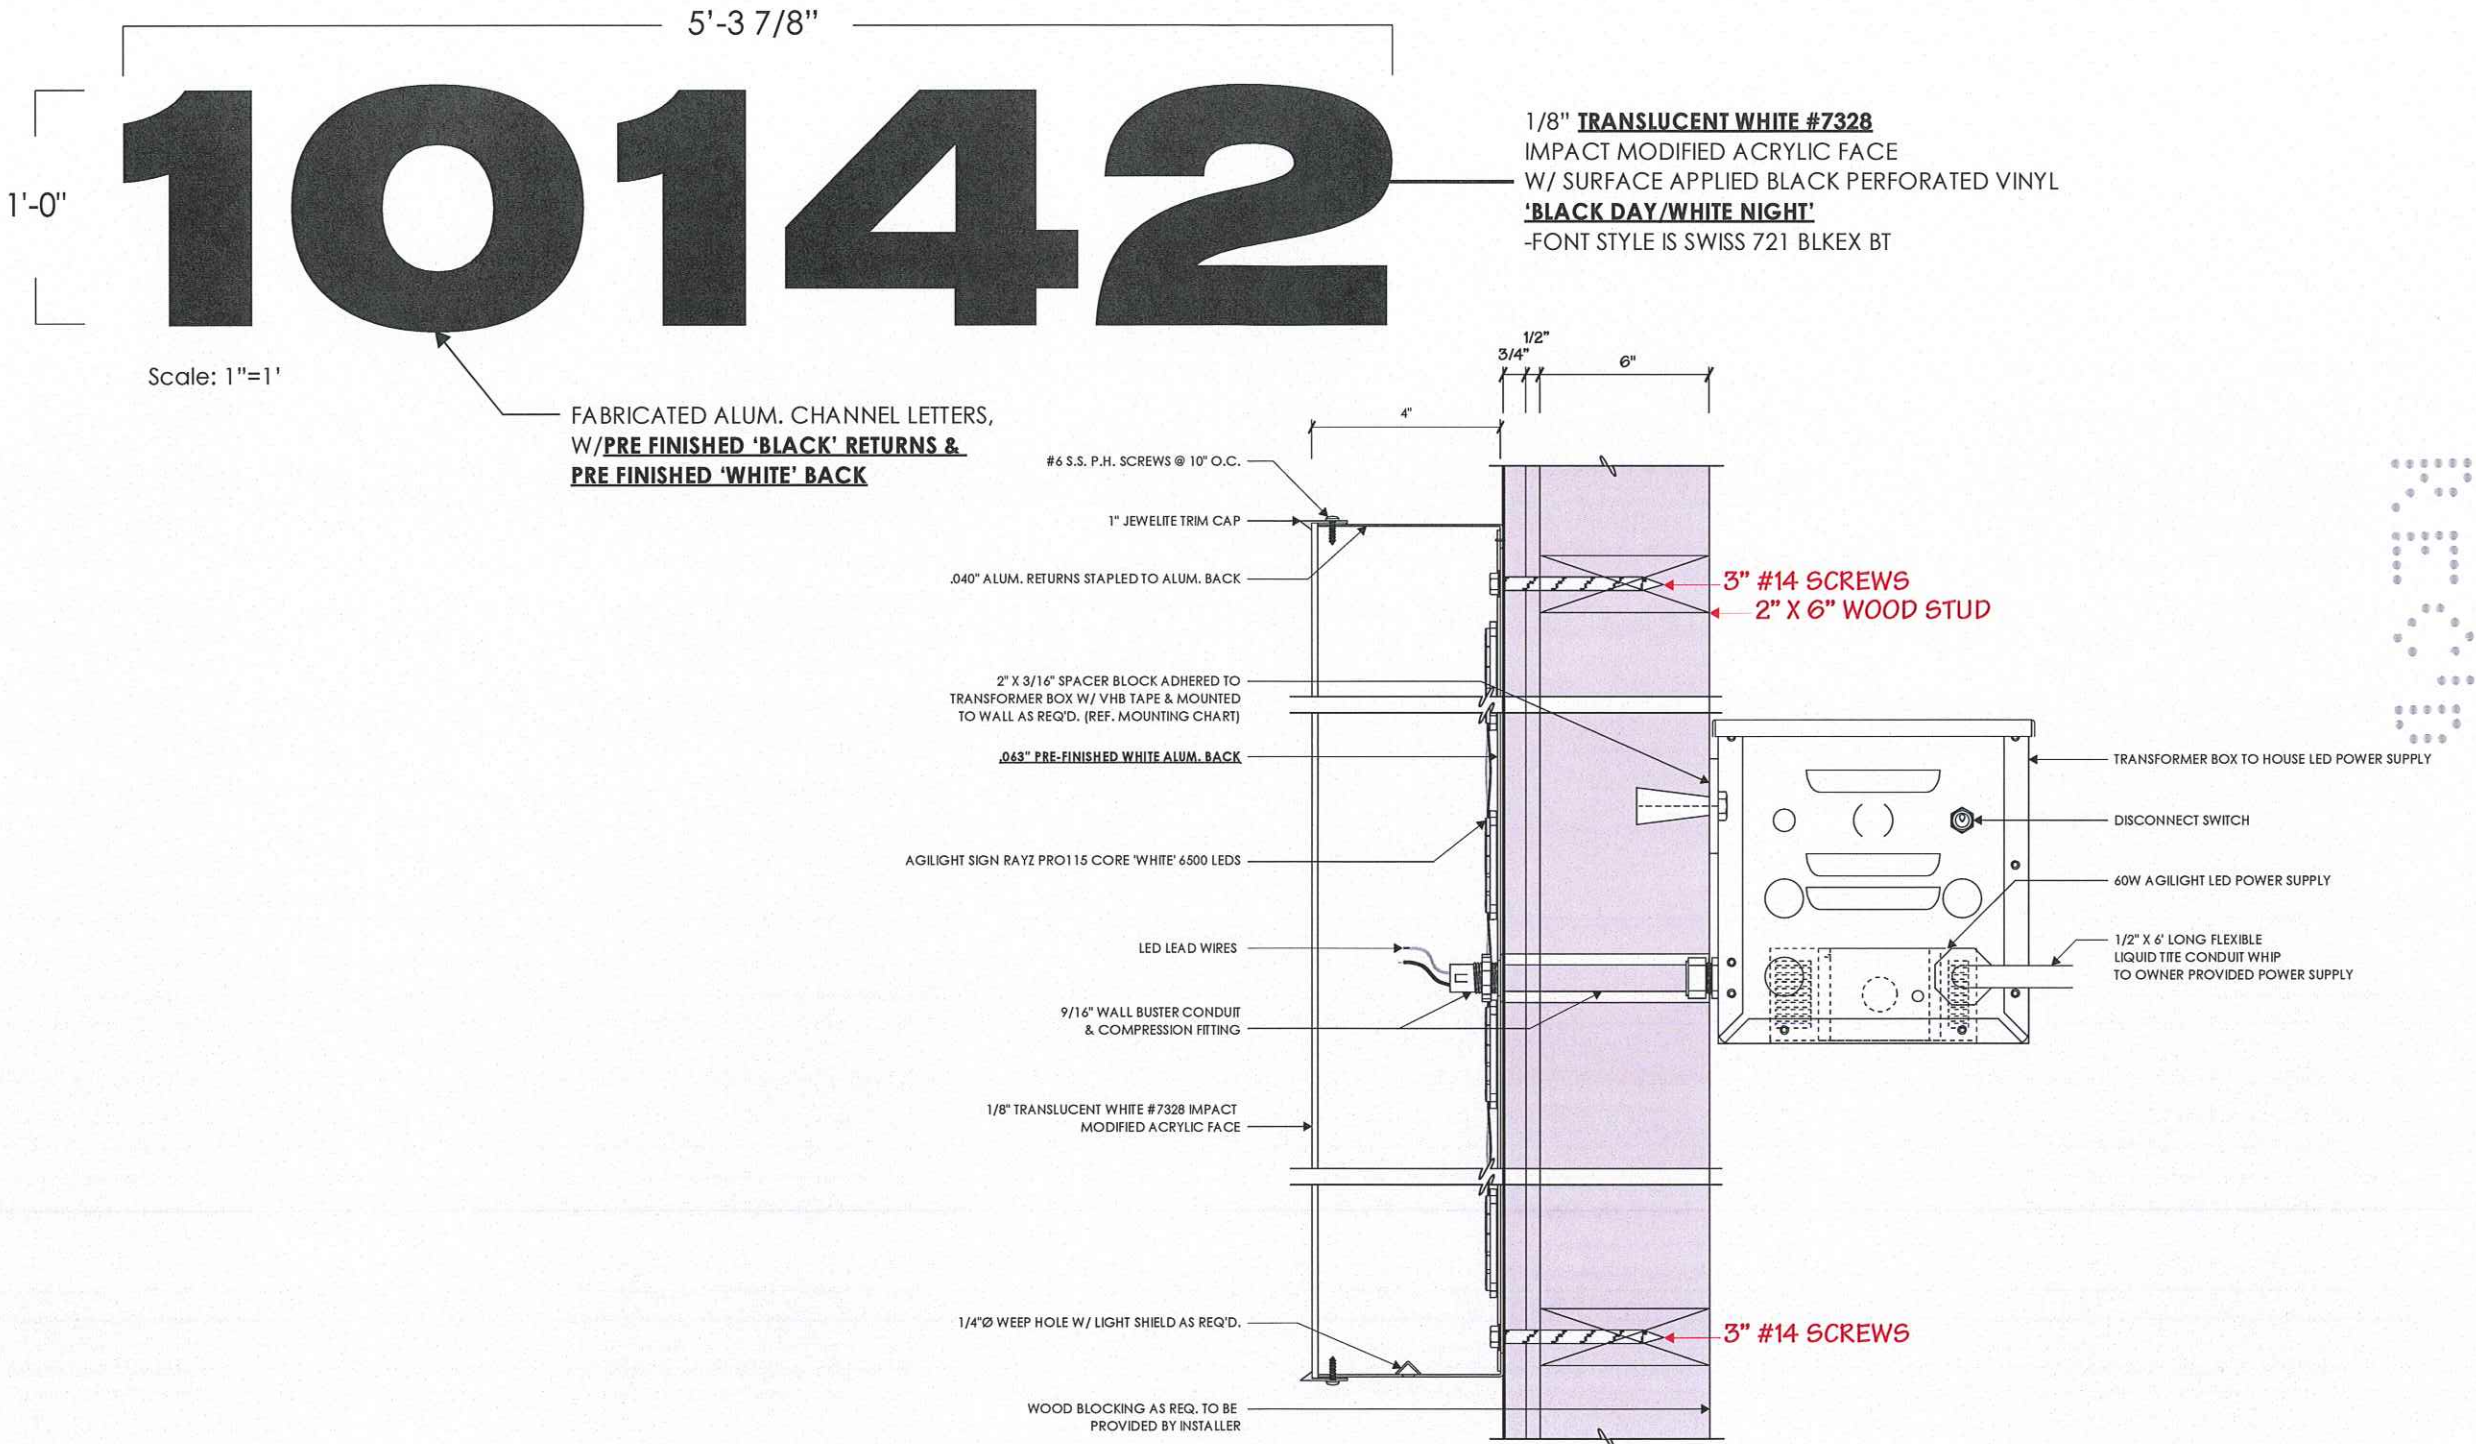 5'-3 7/8"
10142
1'-0"
1/8" TRANSLUCENT WHITE #7328
IMPACT MODIFIED ACRYLIC FACE
W/ SURFACE APPLIED BLACK PERFORATED VINYL
'BLACK DAY/WHITE NIGHT'
-FONT STYLE IS SWISS 721 BLKEX BT
Scale: 1"=1'
FABRICATED ALUM. CHANNEL LETTERS,
W/PRE FINISHED 'BLACK' RETURNS &
PRE FINISHED 'WHITE' BACK
1/2"
3/4"
6"
4"
#6 S.S. P.H. SCREWS @ 10" O.C.
1" JEWELITE TRIM CAP
.040" ALUM. RETURNS STAPLED TO ALUM. BACK
3" #14 SCREWS
2" X 6" WOOD STUD
2" X 3/16" SPACER BLOCK ADHERED TO
TRANSFORMER BOX W/ VHB TAPE & MOUNTED
TO WALL AS REQ'D. (REF. MOUNTING CHART)
.063" PRE-FINISHED WHITE ALUM. BACK
TRANSFORMER BOX TO HOUSE LED POWER SUPPLY
DISCONNECT SWITCH
AGILIGHT SIGN RAYZ PRO115 CORE 'WHITE' 6500 LEDS
60W AGILIGHT LED POWER SUPPLY
LED LEAD WIRES
1/2" X 6' LONG FLEXIBLE
LIQUID TITE CONDUIT WHIP
TO OWNER PROVIDED POWER SUPPLY
9/16" WALL BUSTER CONDUIT
& COMPRESSION FITTING
1/8" TRANSLUCENT WHITE #7328 IMPACT
MODIFIED ACRYLIC FACE
1/4"Ø WEEP HOLE W/ LIGHT SHIELD AS REQ'D.
3" #14 SCREWS
WOOD BLOCKING AS REQ. TO BE
PROVIDED BY INSTALLER